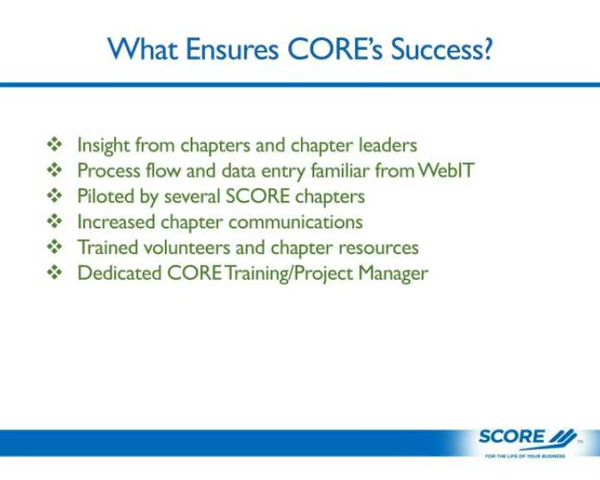 What Ensures CORE's Success?
❖ Insight from chapters and chapter leaders
❖ Process flow and data entry familiar from WebIT
❖ Piloted by several SCORE chapters
❖ Increased chapter communications
❖ Trained volunteers and chapter resources
❖ Dedicated CORE Training/Project Manager
SCORE
FOR THE LIFE OF YOUR BUSINESS